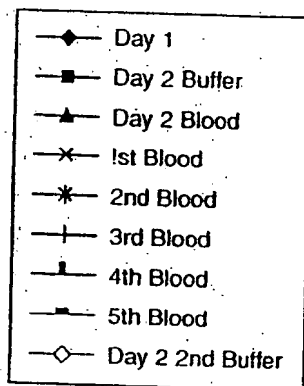 Day 1
Day 2 Buffer
Day 2 Blood
!st Blood
2nd Blood
3rd Blood
4th Blood
5th Blood
Day 2 2nd Buffer